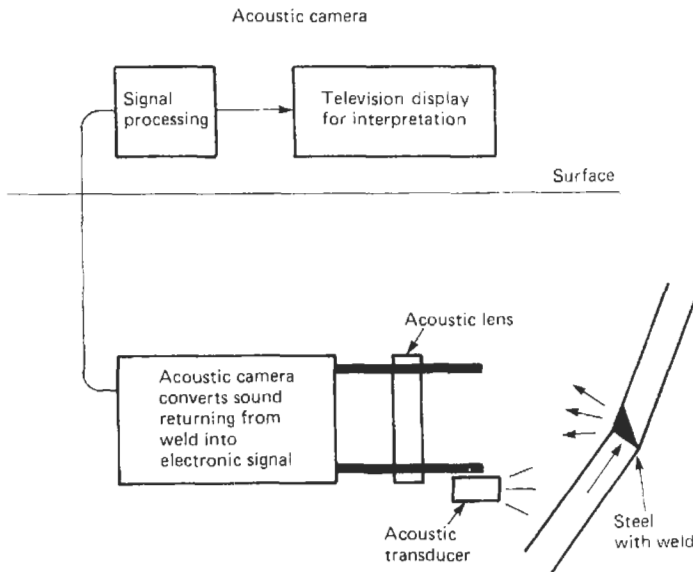 Acoustic camera
Signal
processing
Television display
for interpretation
Surface
Acoustic lens
Acoustic camera
converts sound
returning from
weld into
electronic signal
Acoustic
transducer
Steel
with weld